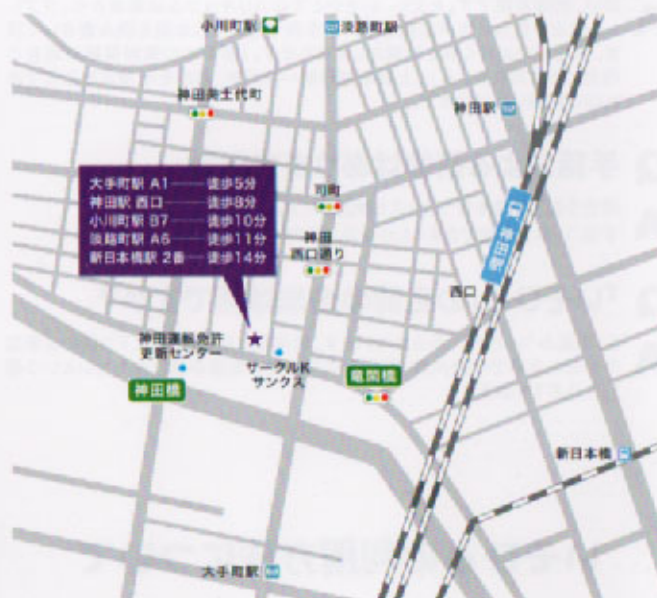 小川町駅
淡路町駅
神田美土代町
神田駅
大手町駅 A1――徒歩5分
神田駅 西口――徒歩8分
小川町駅 B7――徒歩10分
淡路町駅 A6――徒歩11分
新日本橋駅 2番――徒歩14分
司町
神田
西口通り
神田駅
西口
神田運転免許
更新センター
サークルK
サンクス
神田橋
竜閑橋
新日本橋
大手町駅